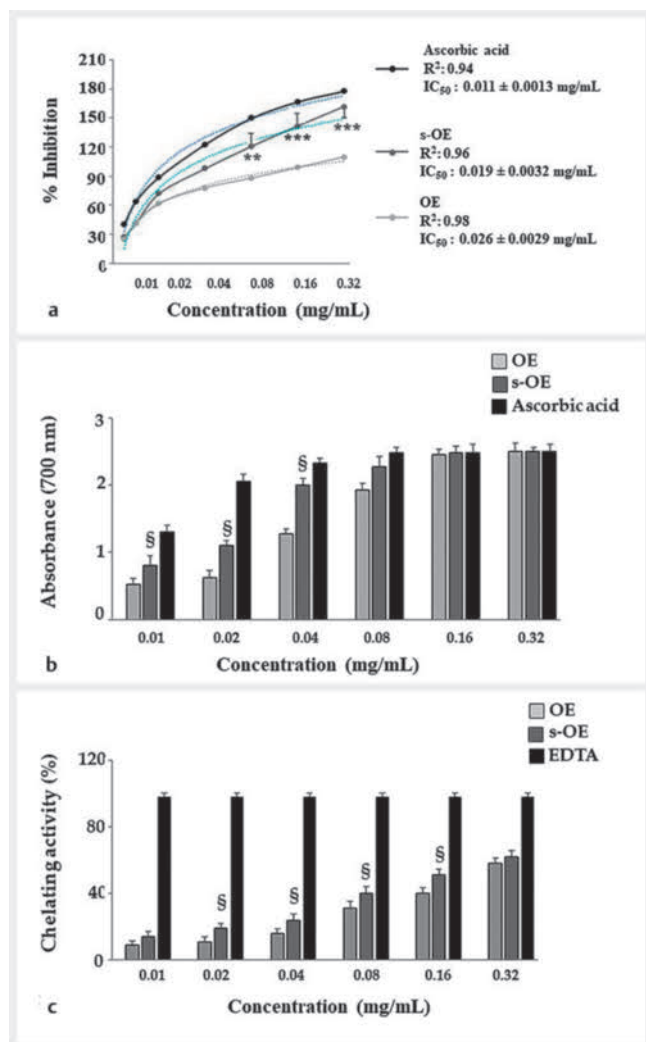 210
180
150
120
90
60
30
6
% Inhibition
0.01 0.02 0.04 0.08 0.16 0.32
Concentration (mg/mL)
** *** ***
Ascorbic acid
R²: 0.94
IC₅₀ : 0.011 ± 0.0013 mg/mL
s-OE
R²: 0.96
IC₅₀ : 0.019 ± 0.0032 mg/mL
OE
R²: 0.98
IC₅₀ : 0.026 ± 0.0029 mg/mL
a
OE
s-OE
Ascorbic acid
3
2
1
0
Absorbance (700 nm)
§ § §
0.01 0.02 0.04 0.08 0.16 0.32
Concentration (mg/mL)
b
OE
s-OE
EDTA
120
80
40
0
Chelating activity (%)
§ § § §
0.01 0.02 0.04 0.08 0.16 0.32
Concentration (mg/mL)
c